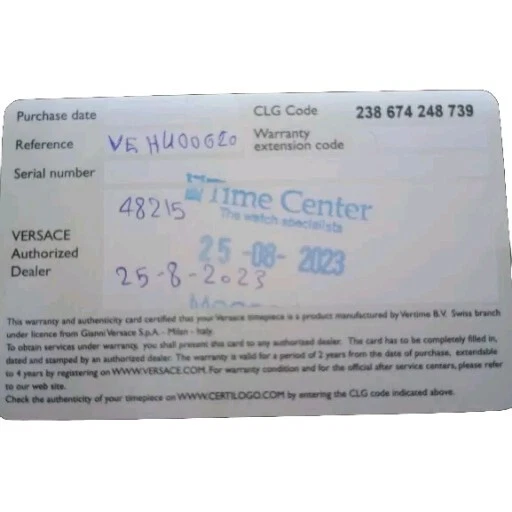 Purchase date
CLG Code 238 674 248 739
Reference VE HU00620
Warranty extension code
Serial number
48215
Time Center
The watch specialists
VERSACE
Authorized
Dealer
25-08-2023
25-8-2023
This warranty and authenticity card certified that your Versace timepiece is a product manufactured by Vertime B.V. Swiss branch
under licence from Gianni Versace S.p.A. - Milan - Italy.
To obtain services under warranty, you shall present this card to any authorized dealer. The card has to be completely filled in,
dated and stamped by an authorized dealer. The warranty is valid for a period of 2 years from the date of purchase, extendable
to 4 years by registering on WWW.VERSACE.COM. For warranty condition and for the official after service centers, please refer
to our web site.
Check the authenticity of your timepiece on WWW.CERTILOGO.COM by entering the CLG code indicated above.